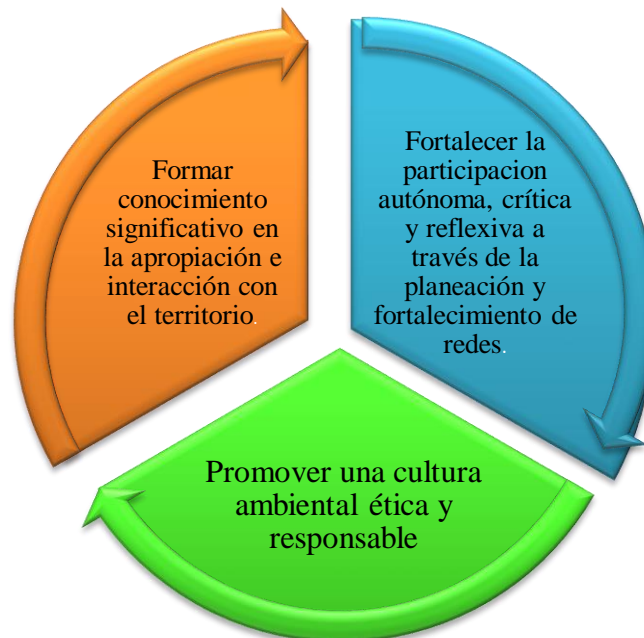 Formar
conocimiento
significativo en
la apropiación e
interacción con
el territorio.
Fortalecer la
participacion
autónoma, crítica
y reflexiva a
través de la
planeación y
fortalecimiento de
redes.
Promover una cultura
ambiental ética y
responsable